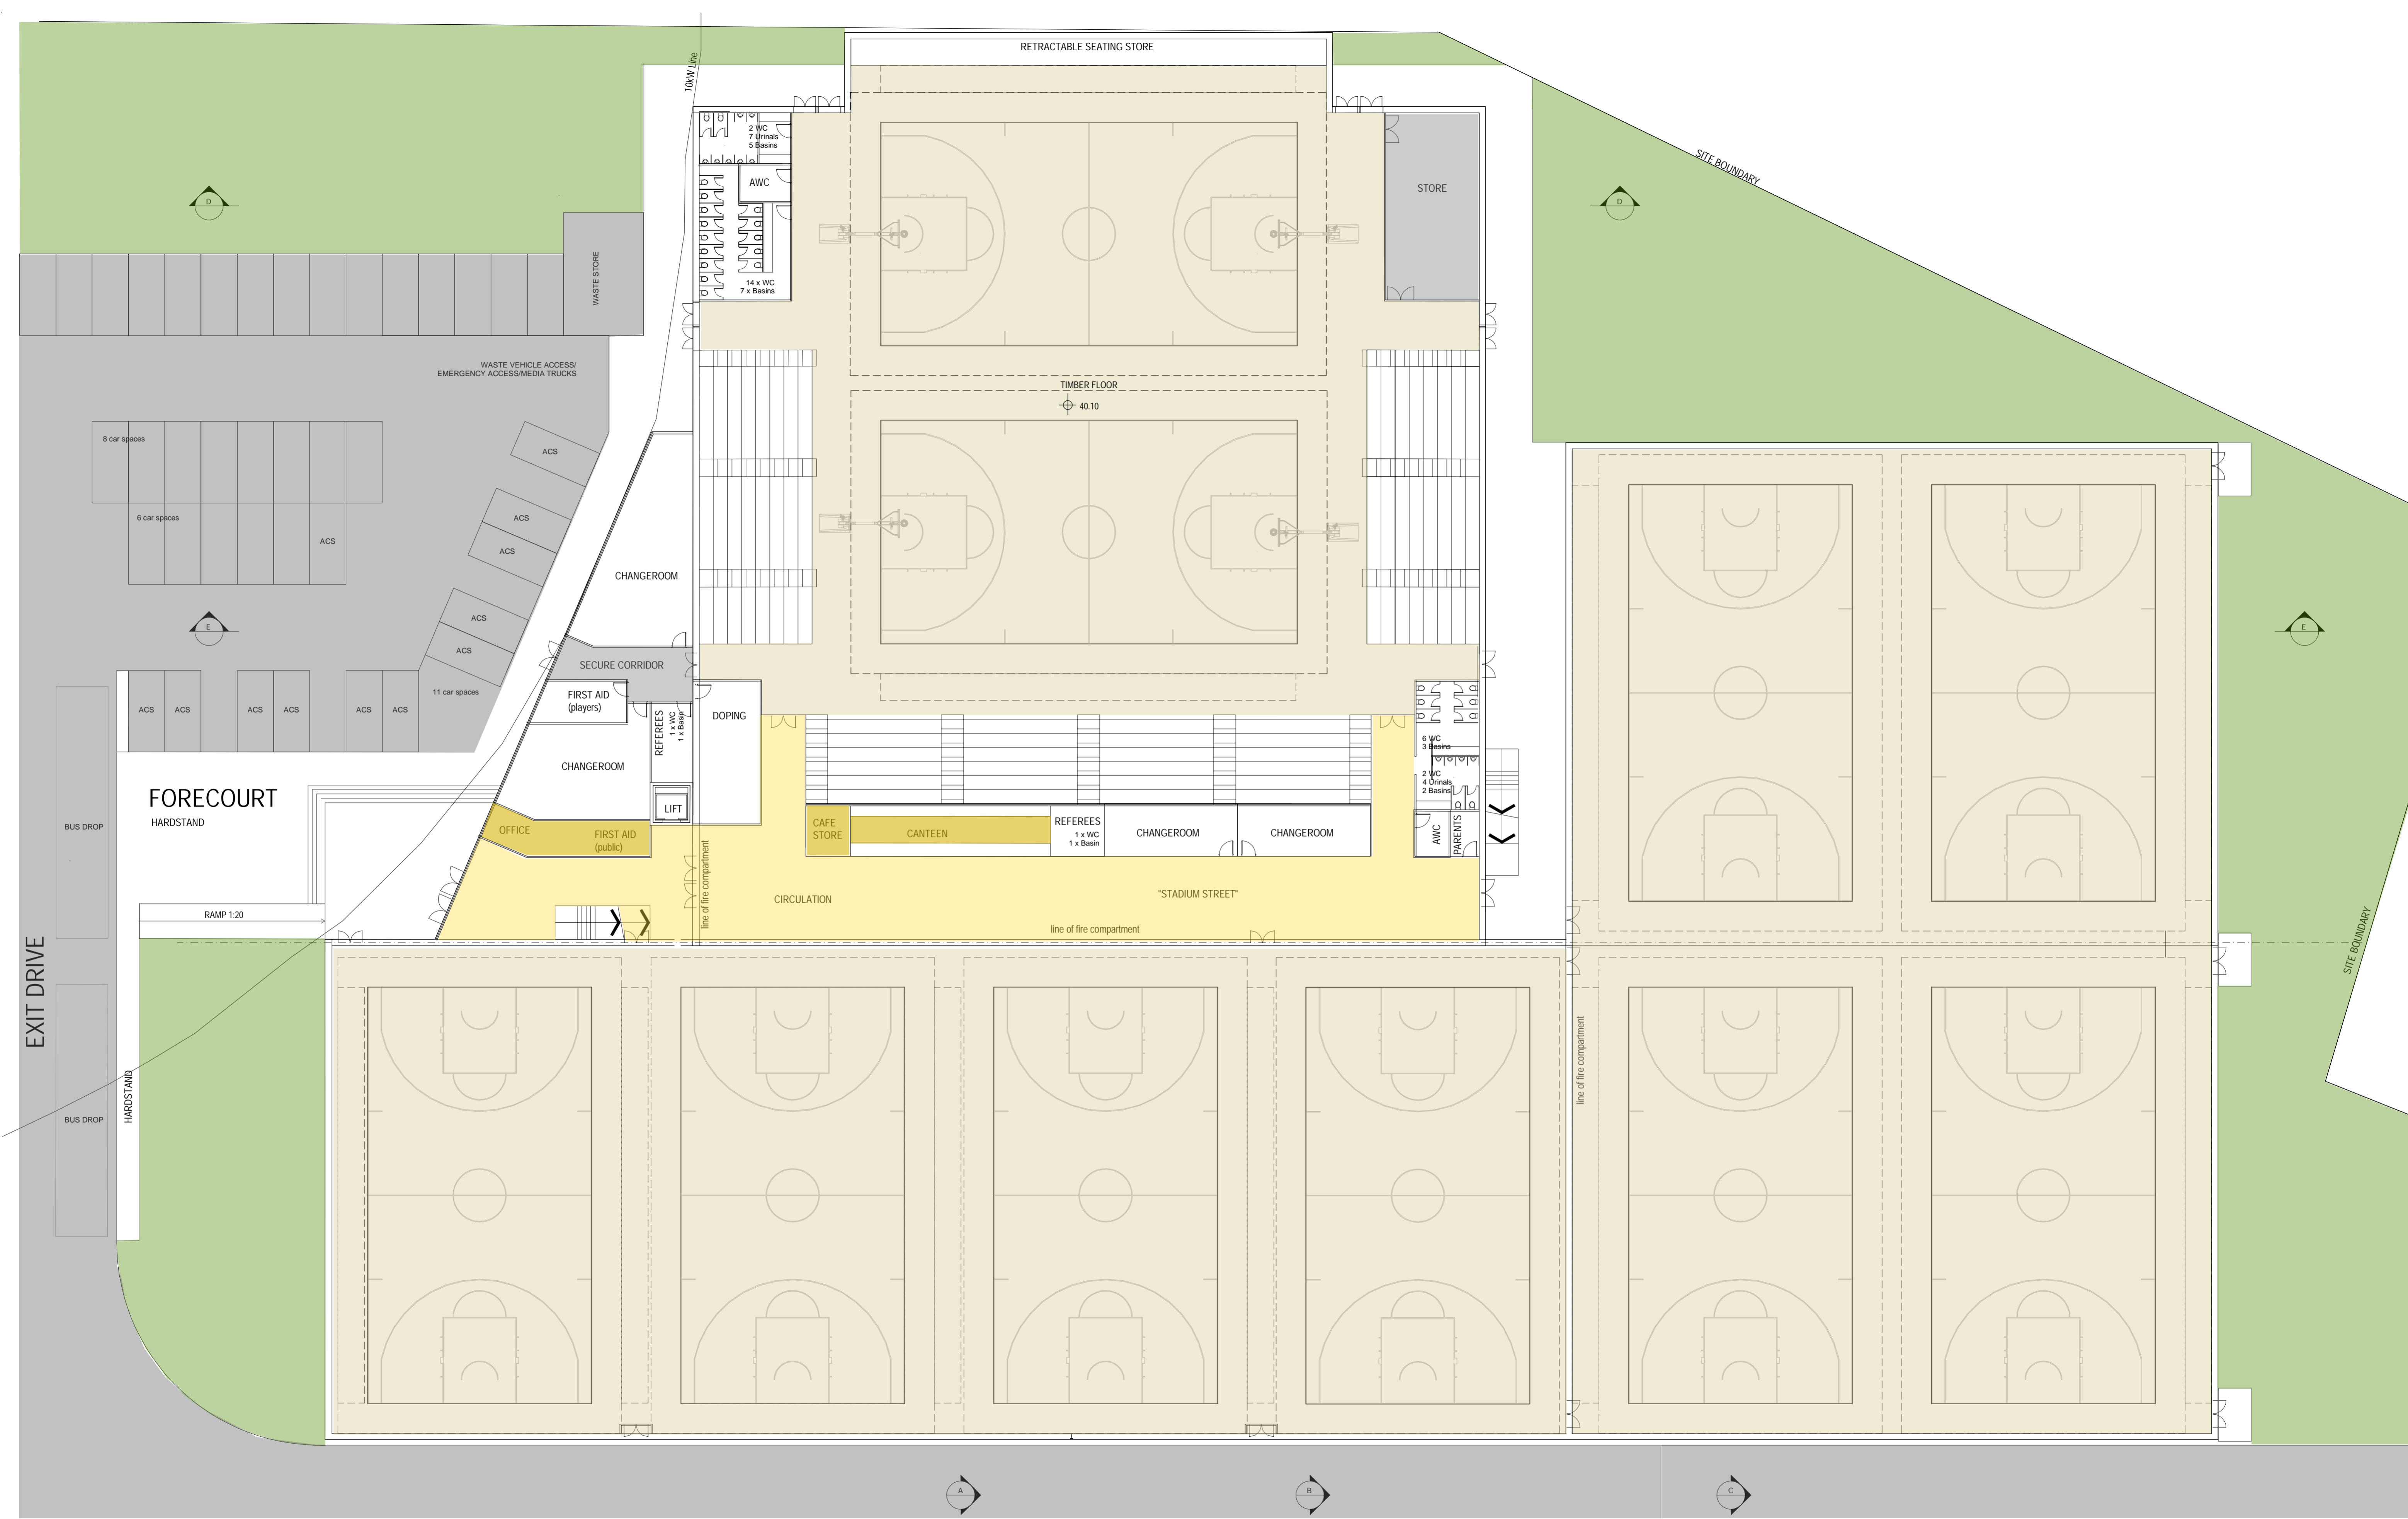 RETRACTABLE SEATING STORE
10kW Line
2 WC
7 Urinals
5 Basins
AWC
14 x WC
7 x Basins
STORE
SITE BOUNDARY
D
D
WASTE STORE
WASTE VEHICLE ACCESS/
EMERGENCY ACCESS/MEDIA TRUCKS
TIMBER FLOOR
40.10
8 car spaces
6 car spaces
ACS
ACS
ACS
ACS
ACS
ACS
11 car spaces
E
E
CHANGEROOM
SECURE CORRIDOR
FIRST AID
(players)
REFEREES
1 x WC
1 x Basin
DOPING
ACS
ACS
ACS
ACS
ACS
ACS
CHANGEROOM
LIFT
6 WC
3 Basins
2 WC
4 Urinals
2 Basins
AWC
PARENTS
FORECOURT
HARDSTAND
BUS DROP
OFFICE
FIRST AID
(public)
CAFE
STORE
CANTEEN
REFEREES
1 x WC
1 x Basin
CHANGEROOM
CHANGEROOM
line of fire compartment
CIRCULATION
"STADIUM STREET"
line of fire compartment
RAMP 1:20
SITE BOUNDARY
EXIT DRIVE
HARDSTAND
BUS DROP
line of fire compartment
A
B
C